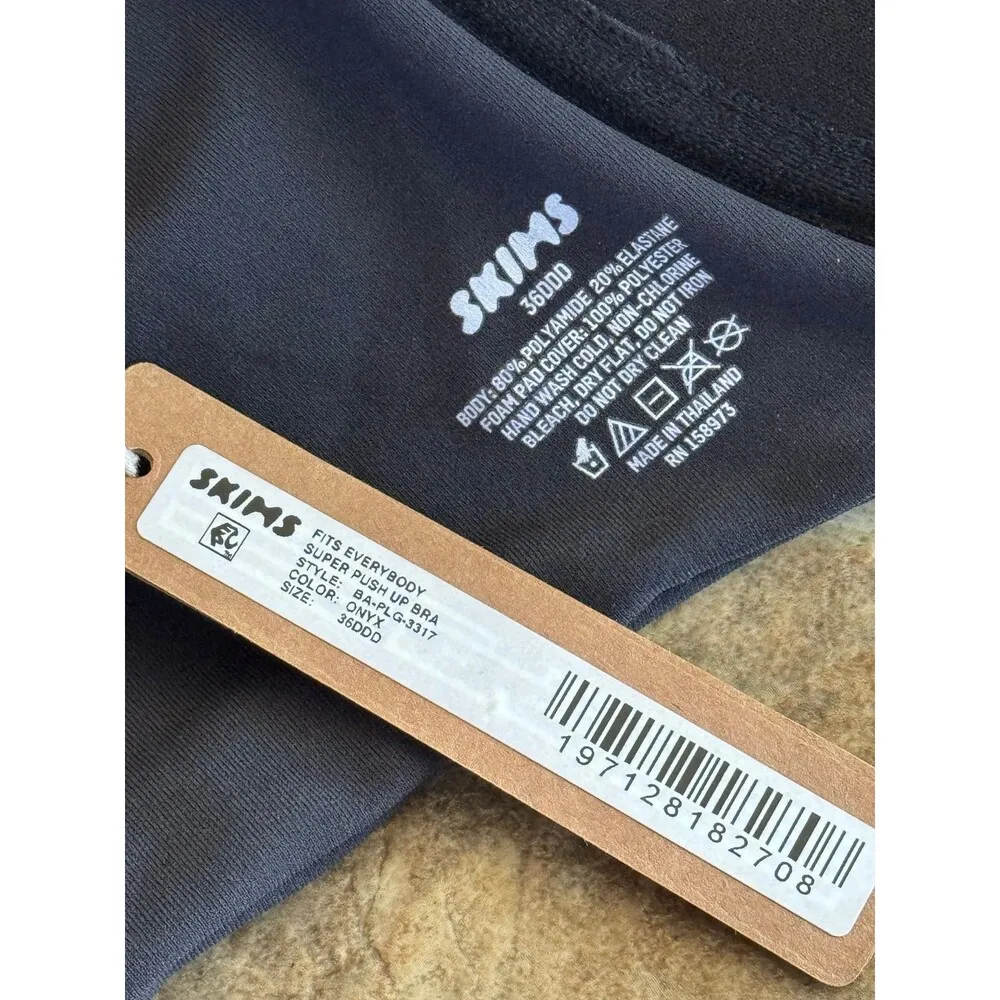 SKIMS
36DDD
BODY: 80% POLYAMIDE 20% ELASTANE
FOAM PAD COVER: 100% POLYESTER
HAND WASH COLD, NON-CHLORINE
BLEACH, DRY FLAT, DO NOT IRON
DO NOT DRY CLEAN
MADE IN THAILAND
RN 158973
SKIMS
FITS EVERYBODY
SUPER PUSH UP BRA
STYLE: BA-PLG-3317
COLOR: ONYX
SIZE: 36DDD
197128182708